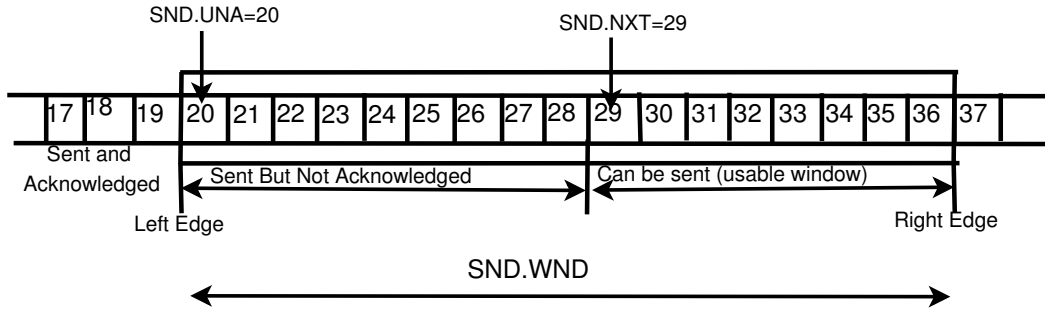 SND.UNA=20
SND.NXT=29
17 18 19 20 21 22 23 24 25 26 27 28 29 30 31 32 33 34 35 36 37
Sent and
Acknowledged
Sent But Not Acknowledged
Can be sent (usable window)
Left Edge
Right Edge
SND.WND